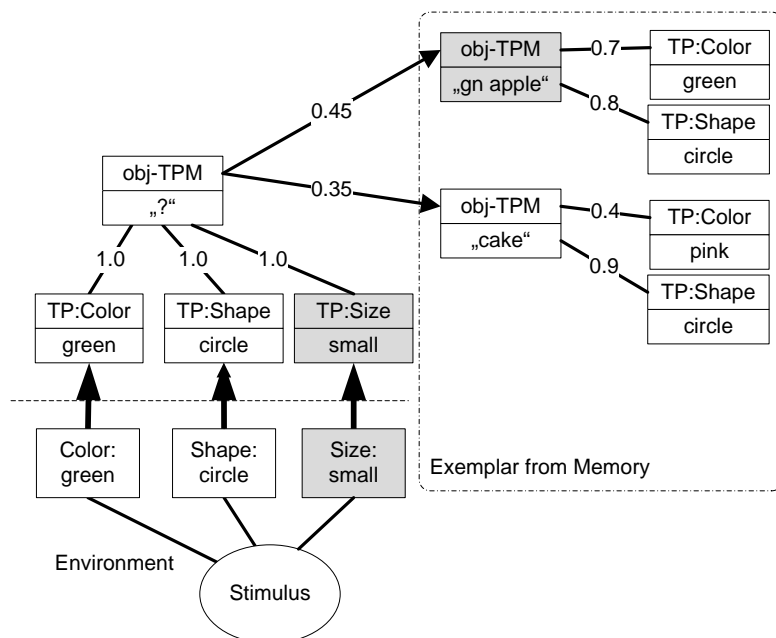 obj-TPM
„gn apple“
0.7
TP:Color
green
0.8
TP:Shape
circle
0.45
obj-TPM
„?“
0.35
obj-TPM
„cake“
0.4
TP:Color
pink
0.9
TP:Shape
circle
1.0
1.0
1.0
TP:Color
green
TP:Shape
circle
TP:Size
small
Color:
green
Shape:
circle
Size:
small
Exemplar from Memory
Environment
Stimulus